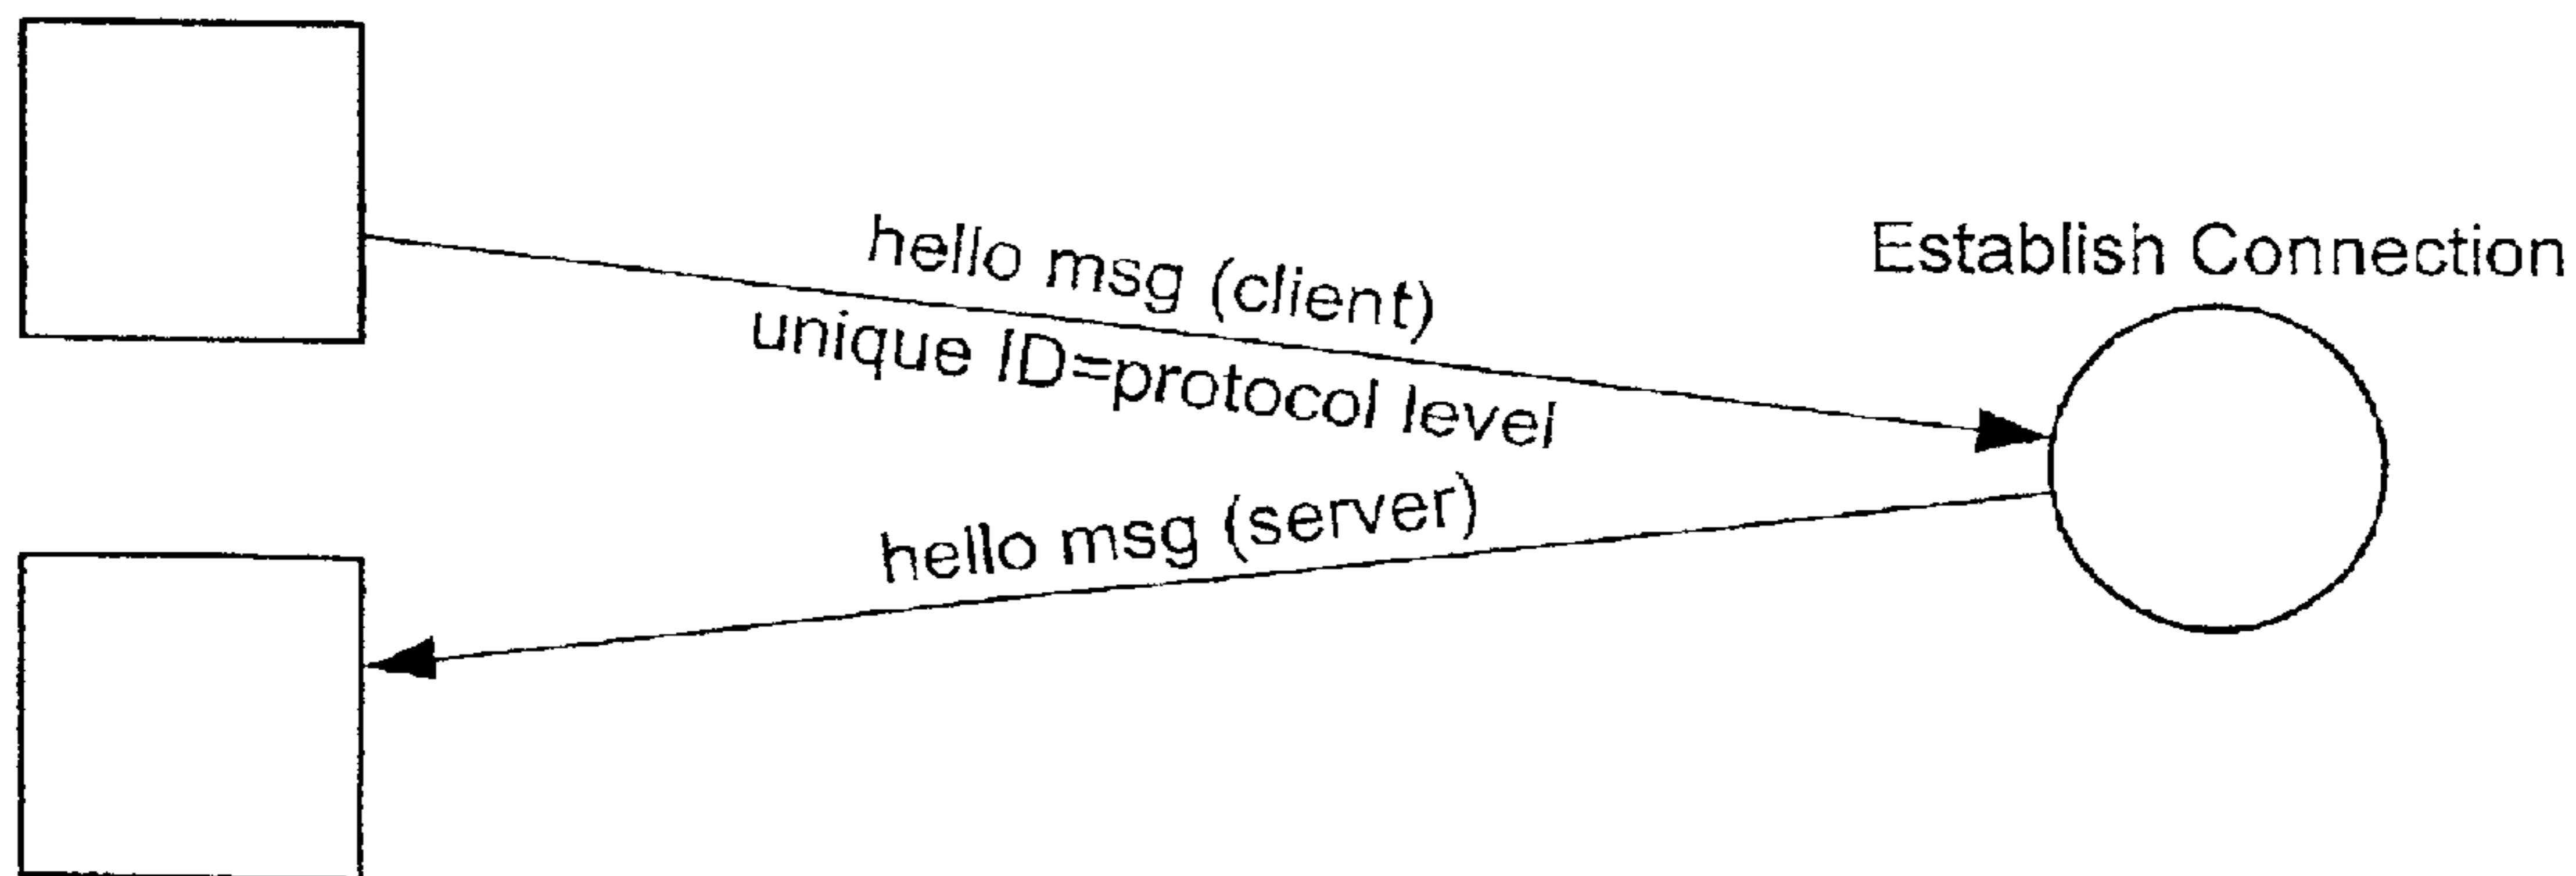 hello msg (client)
unique ID=protocol level
Establish Connection
hello msg (server)